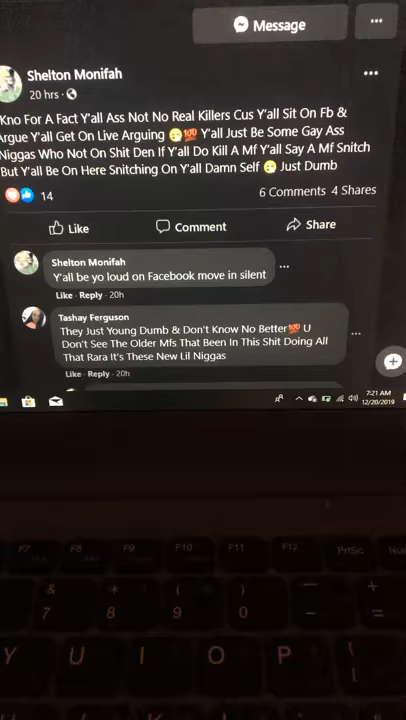 Message
Shelton Monifah
20 hrs ·
Kno For A Fact Y'all Ass Not No Real Killers Cus Y'all Sit On Fb &
Argue Y'all Get On Live Arguing 😪💯 Y'all Just Be Some Gay Ass
Niggas Who Not On Shit Den If Y'all Do Kill A Mf Y'all Say A Mf Snitch
But Y'all Be On Here Snitching On Y'all Damn Self 😪 Just Dumb
14
6 Comments 4 Shares
Like
Comment
Share
Shelton Monifah
Y'all be yo loud on Facebook move in silent
Like · Reply · 20h
Tashay Ferguson
They Just Young Dumb & Don't Know No Better💯 U
Don't See The Older Mfs That Been In This Shit Doing All
That Rara It's These New Lil Niggas
Like · Reply · 20h
7:21 AM
12/20/2019
F7 F8 F9 F10 F11 F12 PrtSc Nu
& * ( ) — +
7 8 9 0 - =
Y U I O P